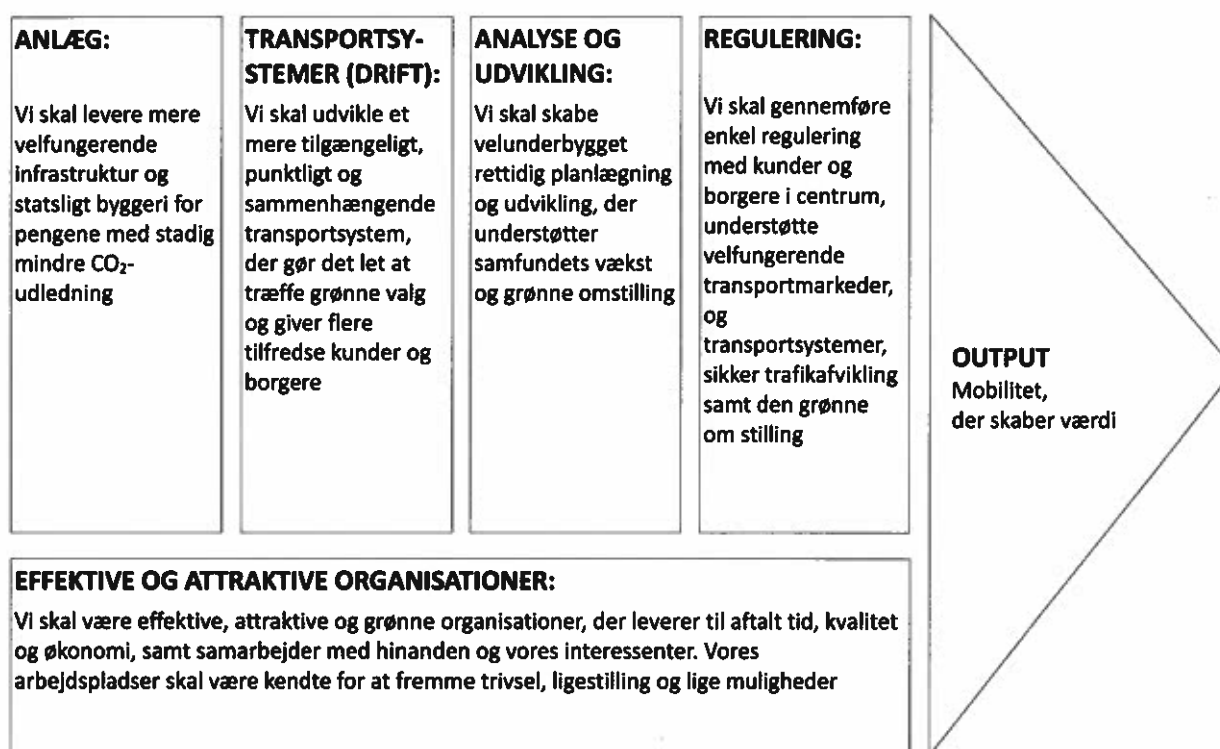 ANLÆG:
Vi skal levere mere
velfungerende
infrastruktur og
statsligt byggeri for
pengene med stadig
mindre CO₂-
udledning
TRANSPORTSY-
STEMER (DRIFT):
Vi skal udvikle et
mere tilgængeligt,
punktligt og
sammenhængende
transportsystem,
der gør det let at
træffe grønne valg
og giver flere
tilfredse kunder og
borgere
ANALYSE OG
UDVIKLING:
Vi skal skabe
velunderbygget
rettidig planlægning
og udvikling, der
understøtter
samfundets vækst
og grønne omstilling
REGULERING:
Vi skal gennemføre
enkel regulering
med kunder og
borgere i centrum,
understøtte
velfungerende
transportmarkeder,
og
transportsystemer,
sikker trafikafvikling
samt den grønne
om stilling
OUTPUT
Mobilitet,
der skaber værdi
EFFEKTIVE OG ATTRAKTIVE ORGANISATIONER:
Vi skal være effektive, attraktive og grønne organisationer, der leverer til aftalt tid, kvalitet
og økonomi, samt samarbejder med hinanden og vores interessenter. Vores
arbejdspladser skal være kendte for at fremme trivsel, ligestilling og lige muligheder